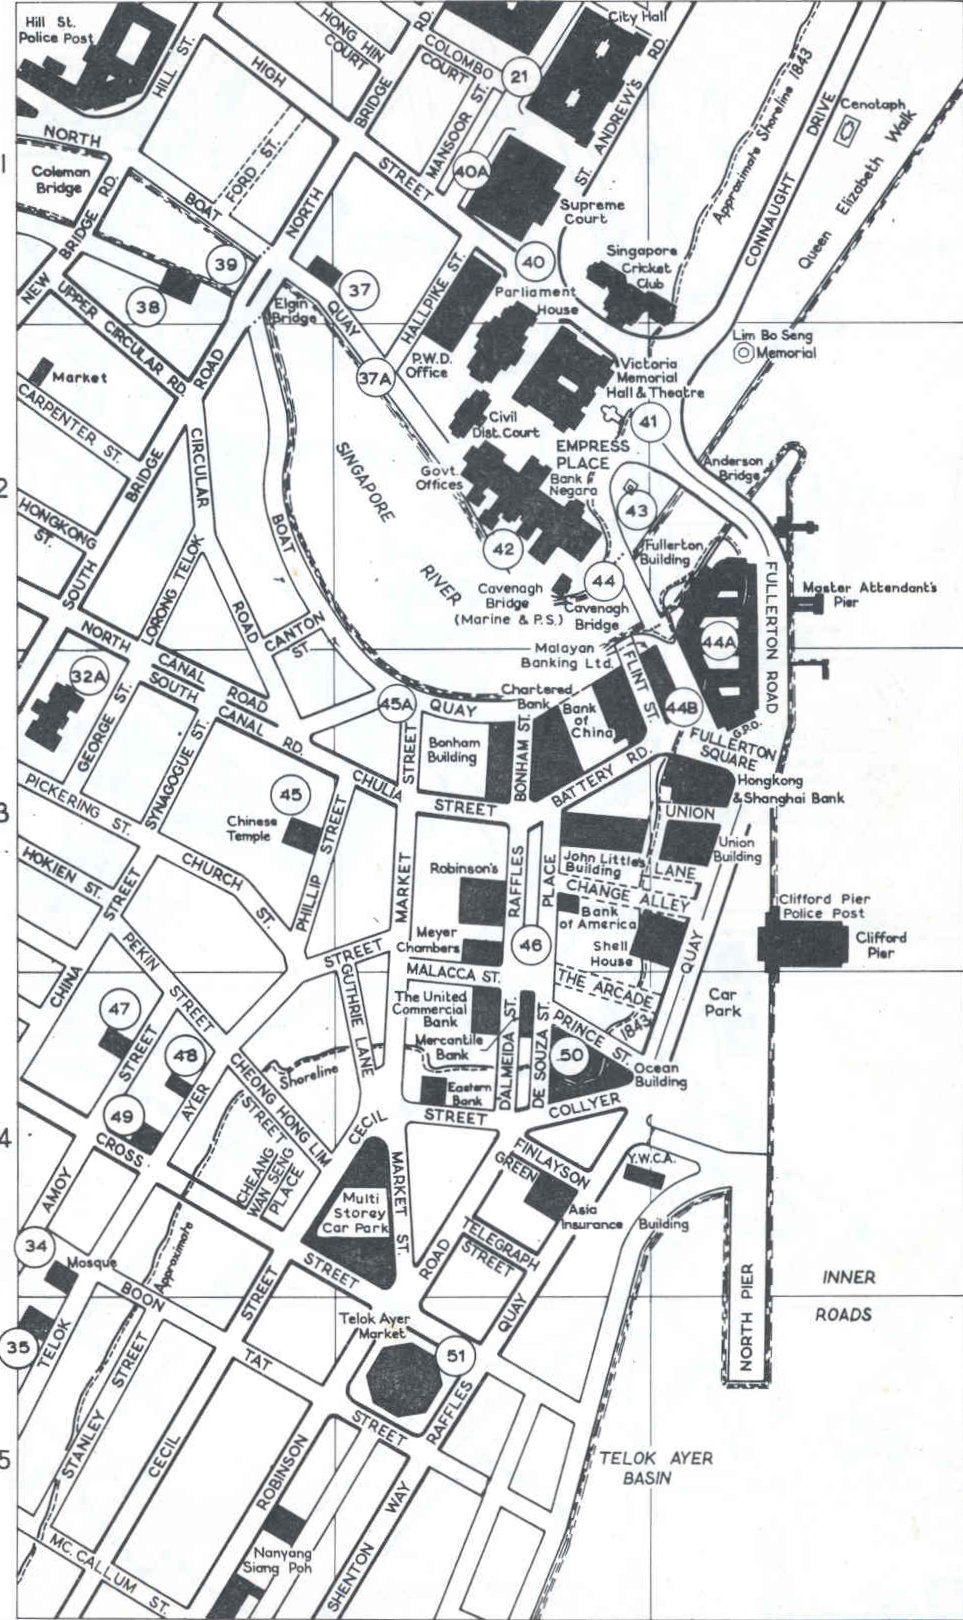 Hill St.
Police Post
HILL ST.
HIGH
STREET
HONG HIN
COURT
RD.
COLOMBO
COURT
21
City Hall
BRIDGE
MANSOOR ST.
40A
ST. ANDREW'S RD.
Approximate Shoreline 1843
CONNAUGHT DRIVE
Cenotaph
Queen Elizabeth Walk
1
NORTH
Coleman
Bridge
NEW BRIDGE RD.
BOAT
FORD ST.
NORTH
Supreme
Court
39
38
37
40
Singapore
Cricket
Club
UPPER CIRCULAR RD.
Elgin
Bridge
QUAY
HALLPIKE ST.
Parliament
House
37A
P.W.D.
Office
Lim Bo Seng
Memorial
Market
CARPENTER ST.
ROAD
Victoria
Memorial
Hall & Theatre
41
Civil
Dist. Court
EMPRESS
PLACE
Anderson
Bridge
2
HONGKONG
ST.
SOUTH BRIDGE
CIRCULAR
ROAD
SINGAPORE
RIVER
Govt.
Offices
Bank
Negara
43
42
Fullerton
Building
44
BOAT
LORONG TELOK
CANTON
ST
Cavenagh
Bridge
(Marine & P.S.)
Cavenagh
Bridge
Master Attendant's
Pier
FULLERTON ROAD
44A
Malayan
Banking Ltd.
NORTH
CANAL
ROAD
SOUTH
CANAL RD.
32A
GEORGE ST.
SYNAGOGUE ST.
45A
QUAY
Chartered
Bank
Bank
of
China
FLINT ST.
44B
G.P.O.
FULLERTON
SQUARE
PICKERING ST.
45
Chinese
Temple
CHULIA
STREET
STREET
Bonham
Building
BONHAM ST.
BATTERY RD.
Hongkong
& Shanghai Bank
UNION
Union
Building
3
HOKIEN ST.
CHURCH
ST.
PHILLIP STREET
STREET
MARKET
Robinson's
RAFFLES
PLACE
John Little's
Building
LANE
CHANGE ALLEY
Bank
of America
Meyer
Chambers
46
Shell
House
QUAY
Clifford Pier
Police Post
Clifford
Pier
CHINA STREET
PEKIN
STREET
MALACCA ST.
THE ARCADE
Car
Park
47
STREET
GUTHRIE LANE
The United
Commercial
Bank
1843
PRINCE ST.
48
AYER
CHEONG HONG LIM
STREET
Shoreline
Mercantile
Bank
D'ALMEIDA ST.
DE SOUZA ST.
50
Ocean
Building
Eastern
Bank
49
CECIL
STREET
COLLYER
4
CROSS
AMOY
CHEANG
WAN SENG
PLACE
Multi
Storey
Car Park
MARKET ST.
FINLAYSON
GREEN
Y.W.C.A.
Asia
Insurance
Building
34
Mosque
Approximate
STREET
STREET
ROAD
TELEGRAPH
STREET
QUAY
NORTH PIER
INNER
ROADS
BOON
TAT
STREET
35
TELOK
STANLEY STREET
CECIL
Telok Ayer
Market
51
RAFFLES
5
ROBINSON
TELOK AYER
BASIN
Nanyang
Siang Poh
SHENTON WAY
MC. CALLUM ST.